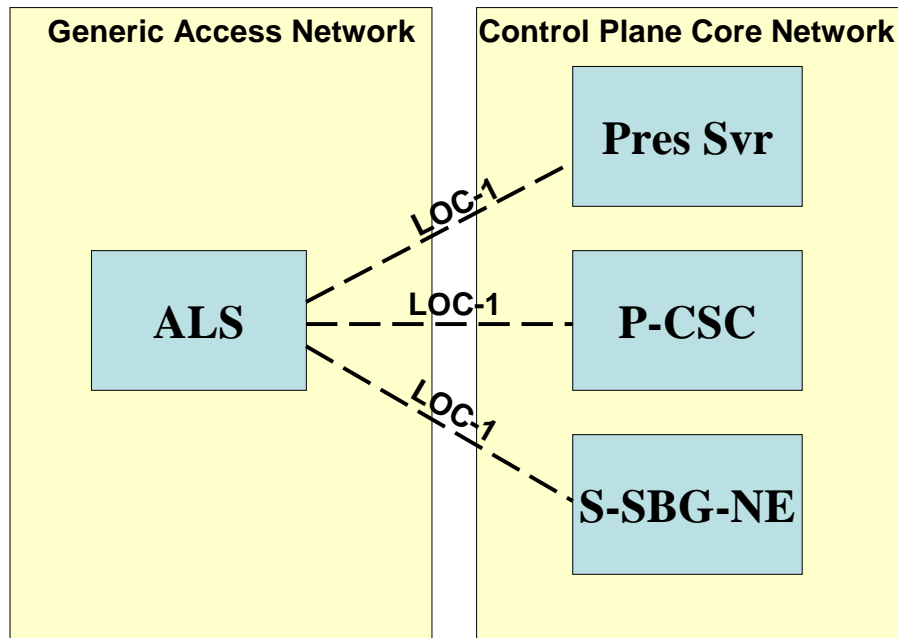 Generic Access Network
Control Plane Core Network
Pres Svr
LOC-1
ALS
LOC-1
P-CSC
LOC-1
S-SBG-NE